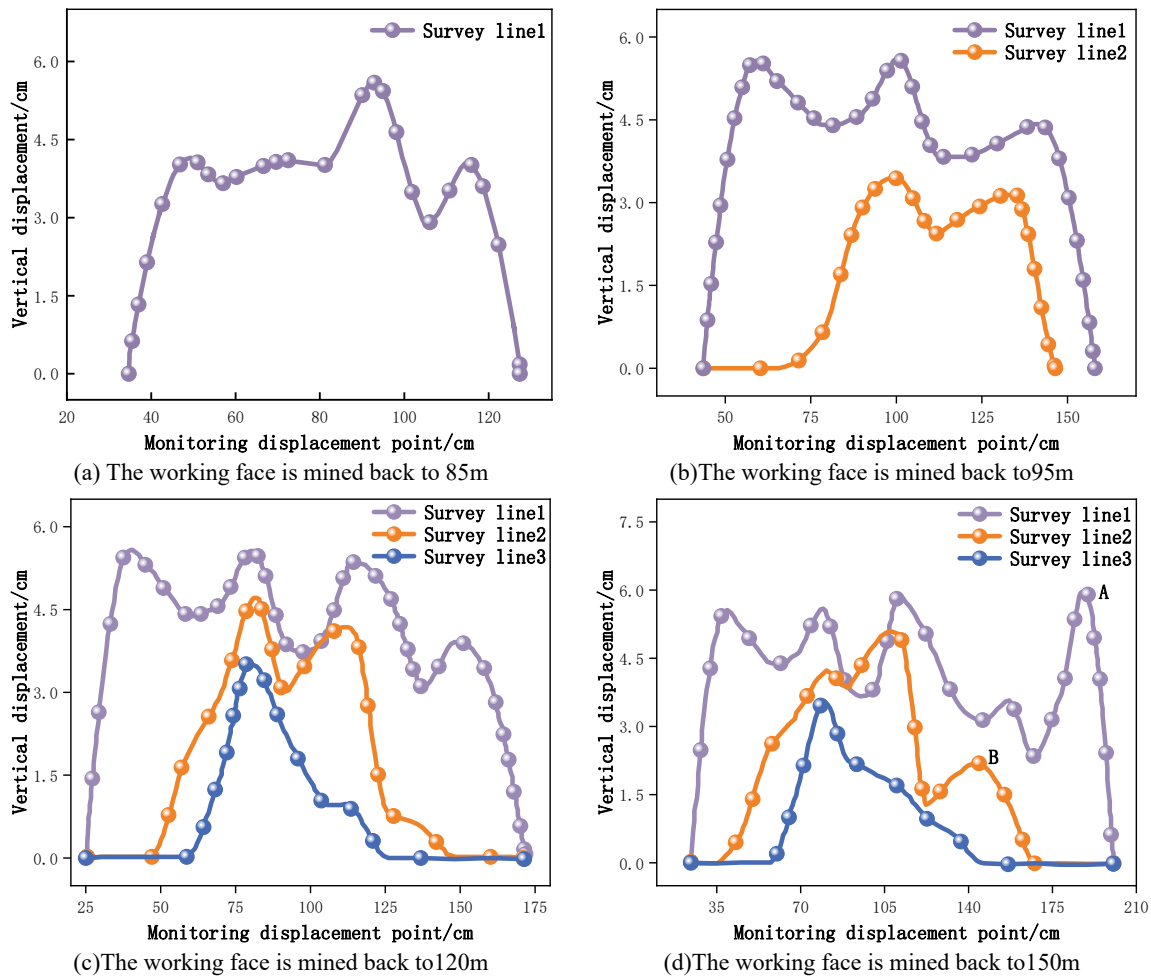 Survey line1
Vertical displacement/cm
6.0
4.5
3.0
1.5
0.0
20 40 60 80 100 120
Monitoring displacement point/cm
(a) The working face is mined back to 85m
Survey line1
Survey line2
Vertical displacement/cm
6.0
4.5
3.0
1.5
0.0
50 75 100 125 150
Monitoring displacement point/cm
(b)The working face is mined back to95m
Survey line1
Survey line2
Survey line3
Vertical displacement/cm
6.0
4.5
3.0
1.5
0.0
25 50 75 100 125 150 175
Monitoring displacement point/cm
(c)The working face is mined back to120m
Survey line1
Survey line2
Survey line3
A
B
Vertical displacement/cm
7.5
6.0
4.5
3.0
1.5
0.0
35 70 105 140 175 210
Monitoring displacement point/cm
(d)The working face is mined back to150m